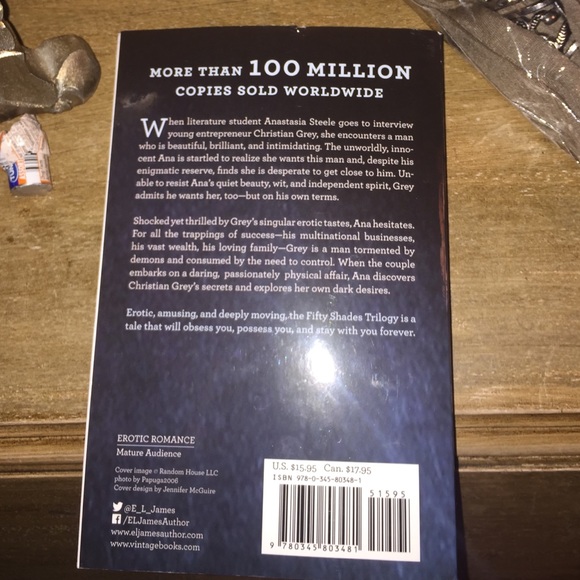 MORE THAN 100 MILLION
COPIES SOLD WORLDWIDE
When literature student Anastasia Steele goes to interview
young entrepreneur Christian Grey, she encounters a man
who is beautiful, brilliant, and intimidating. The unworldly, inno-
cent Ana is startled to realize she wants this man and, despite his
enigmatic reserve, finds she is desperate to get close to him. Un-
able to resist Ana's quiet beauty, wit, and independent spirit, Grey
admits he wants her, too—but on his own terms.
Shocked yet thrilled by Grey's singular erotic tastes, Ana hesitates.
For all the trappings of success—his multinational businesses,
his vast wealth, his loving family—Grey is a man tormented by
demons and consumed by the need to control. When the couple
embarks on a daring, passionately physical affair, Ana discovers
Christian Grey's secrets and explores her own dark desires.
Erotic, amusing, and deeply moving, the Fifty Shades Trilogy is a
tale that will obsess you, possess you, and stay with you forever.
EROTIC ROMANCE
Mature Audience
Cover image © Random House LLC
photo by Papuga2006
Cover design by Jennifer McGuire
@E_L_James
/ELJamesAuthor
www.eljamesauthor.com
www.vintagebooks.com
U.S. $15.95 Can. $17.95
ISBN 978-0-345-80348-1
51595
9 780345 803481